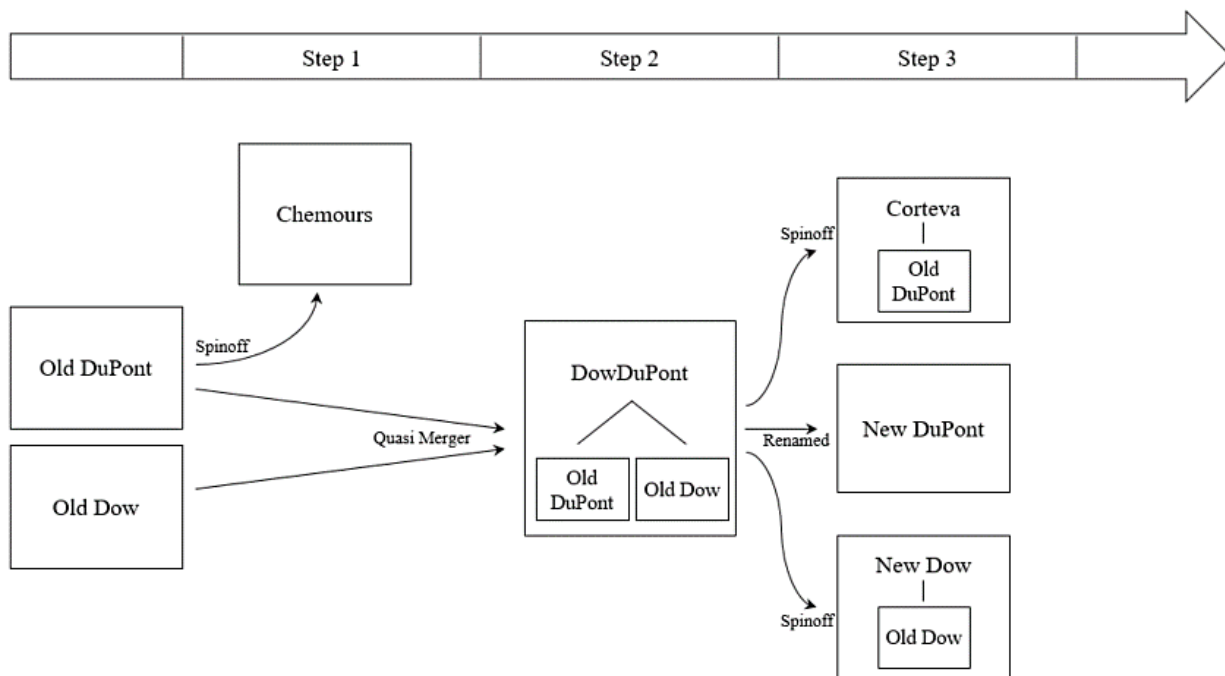 Step 1
Step 2
Step 3
Chemours
Old DuPont
Spinoff
Old Dow
Quasi Merger
DowDuPont
Old
DuPont
Old Dow
Spinoff
Corteva
Old
DuPont
Renamed
New DuPont
Spinoff
New Dow
Old Dow